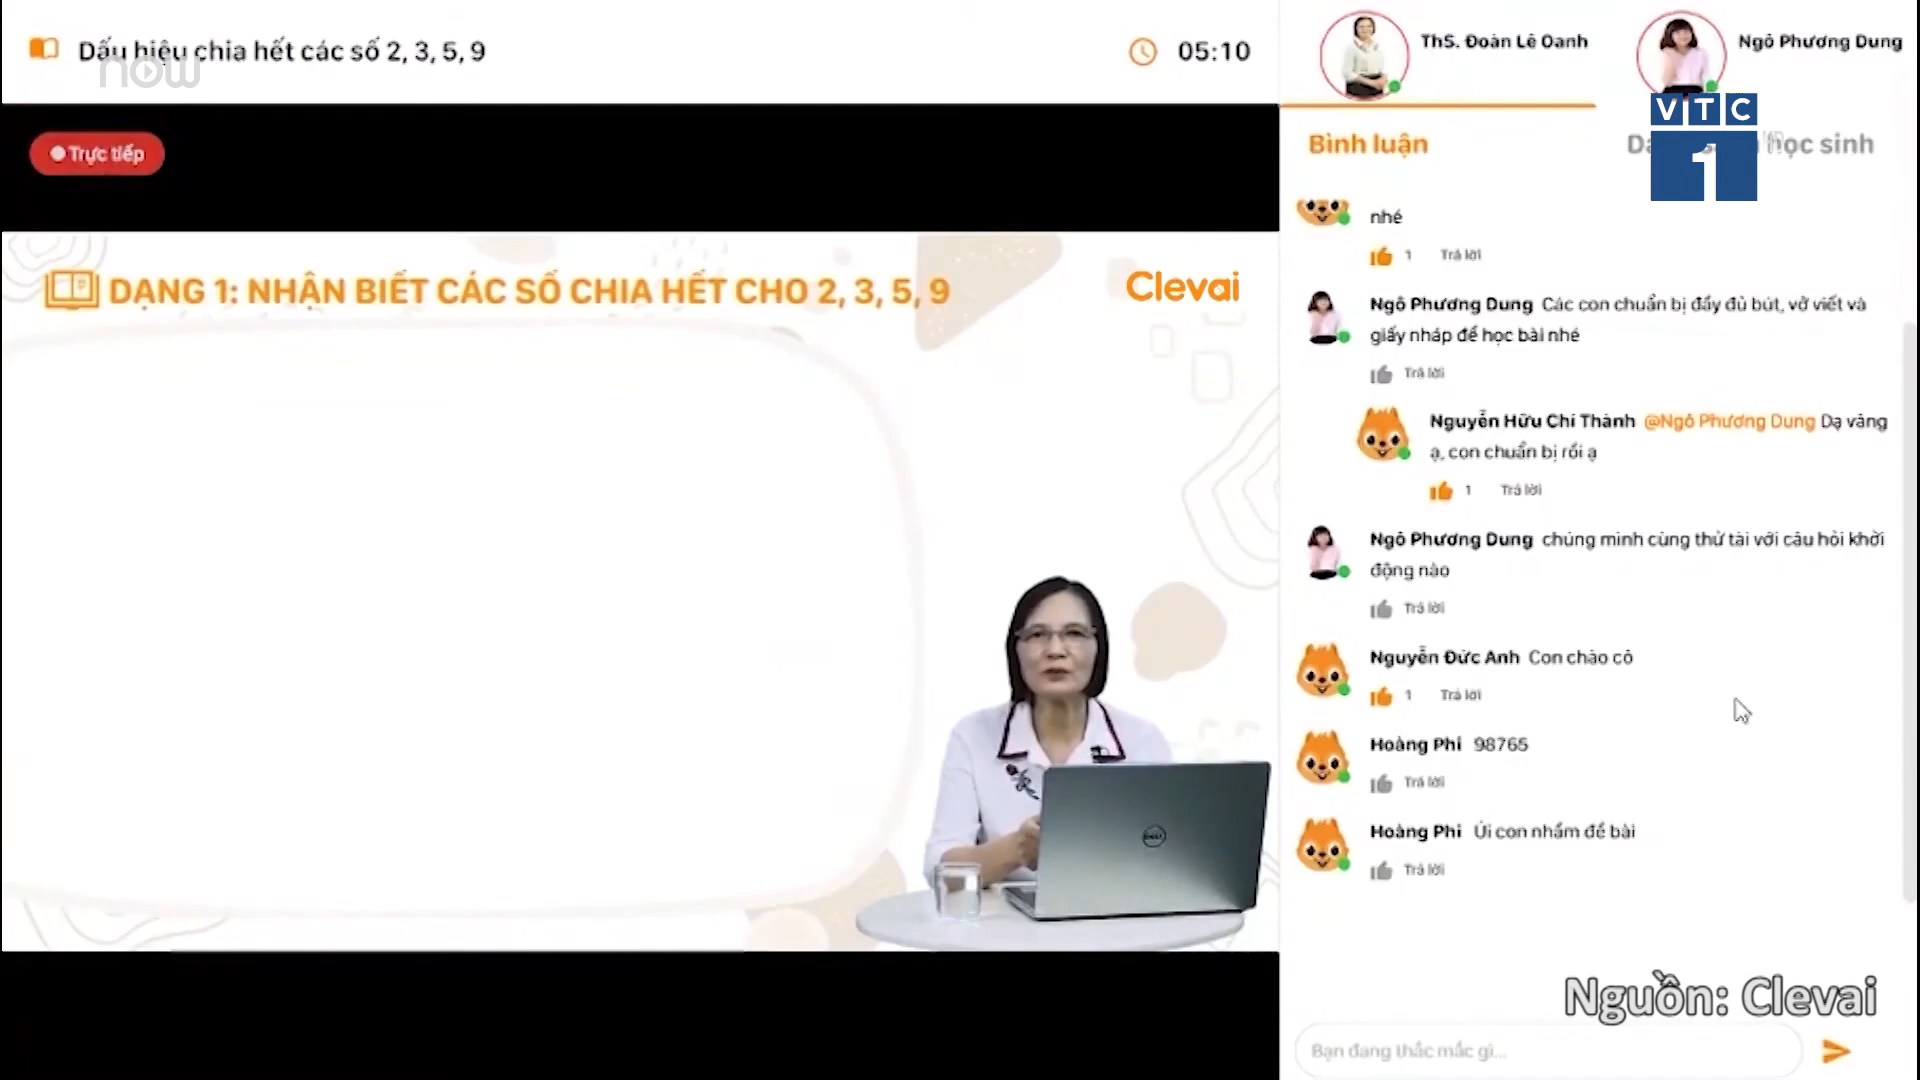 Dấu hiệu chia hết các số 2, 3, 5, 9
now
05:10
ThS. Đoàn Lê Oanh
Ngô Phương Dung
VTC
1
Trực tiếp
Bình luận
học sinh
DẠNG 1: NHẬN BIẾT CÁC SỐ CHIA HẾT CHO 2, 3, 5, 9
Clevai
nhé
1 Trả lời
Ngô Phương Dung Các con chuẩn bị đầy đủ bút, vở viết và
giấy nháp để học bài nhé
Trả lời
Nguyễn Hữu Chí Thành @Ngô Phương Dung Dạ vâng
ạ, con chuẩn bị rồi ạ
1 Trả lời
Ngô Phương Dung chúng mình cùng thử tài với câu hỏi khởi
động nào
Trả lời
Nguyễn Đức Anh Con chào cô
1 Trả lời
Hoàng Phi 98765
Trả lời
Hoàng Phi Úi con nhầm đề bài
Trả lời
DELL
Nguồn: Clevai
Bạn đang thắc mắc gì...